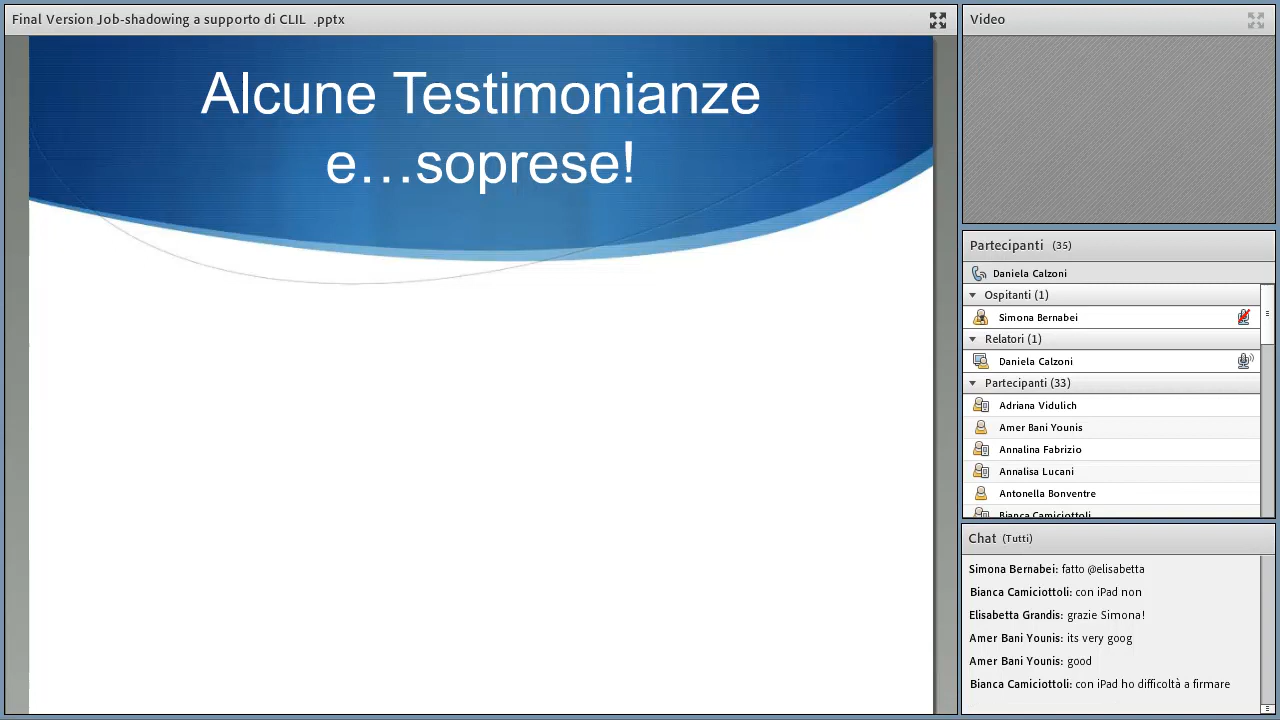 Final Version Job-shadowing a supporto di CLIL .pptx
Alcune Testimonianze
e…soprese!
Video
Partecipanti (35)
Daniela Calzoni
Ospitanti (1)
Simona Bernabei
Relatori (1)
Daniela Calzoni
Partecipanti (33)
Adriana Vidulich
Amer Bani Younis
Annalina Fabrizio
Annalisa Lucani
Antonella Bonventre
Bianca Camiciottoli
Chat (Tutti)
Simona Bernabei: fatto @elisabetta
Bianca Camiciottoli: con iPad non
Elisabetta Grandis: grazie Simona!
Amer Bani Younis: its very goog
Amer Bani Younis: good
Bianca Camiciottoli: con iPad ho difficoltà a firmare